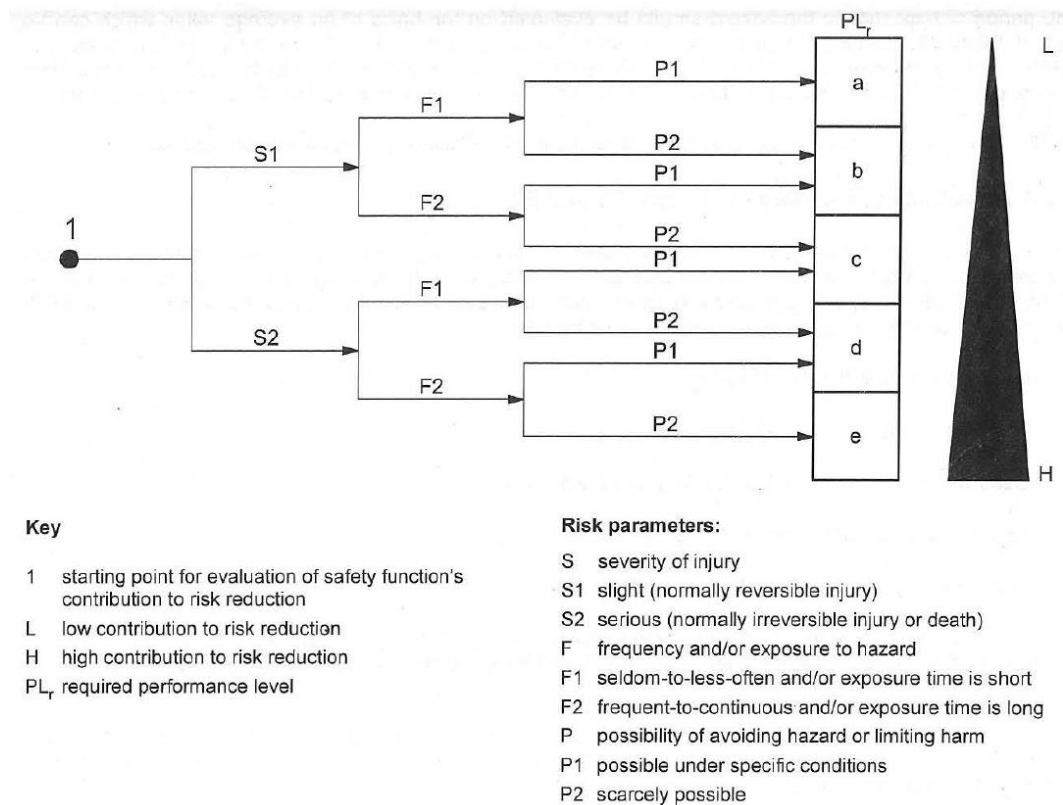 PLr
L
P1
a
F1
P2
S1
b
P1
F2
1
P2
c
P1
F1
P2
S2
d
P1
F2
P2
e
H
Key
1 starting point for evaluation of safety function's
contribution to risk reduction
L low contribution to risk reduction
H high contribution to risk reduction
PLr required performance level
Risk parameters:
S severity of injury
S1 slight (normally reversible injury)
S2 serious (normally irreversible injury or death)
F frequency and/or exposure to hazard
F1 seldom-to-less-often and/or exposure time is short
F2 frequent-to-continuous and/or exposure time is long
P possibility of avoiding hazard or limiting harm
P1 possible under specific conditions
P2 scarcely possible